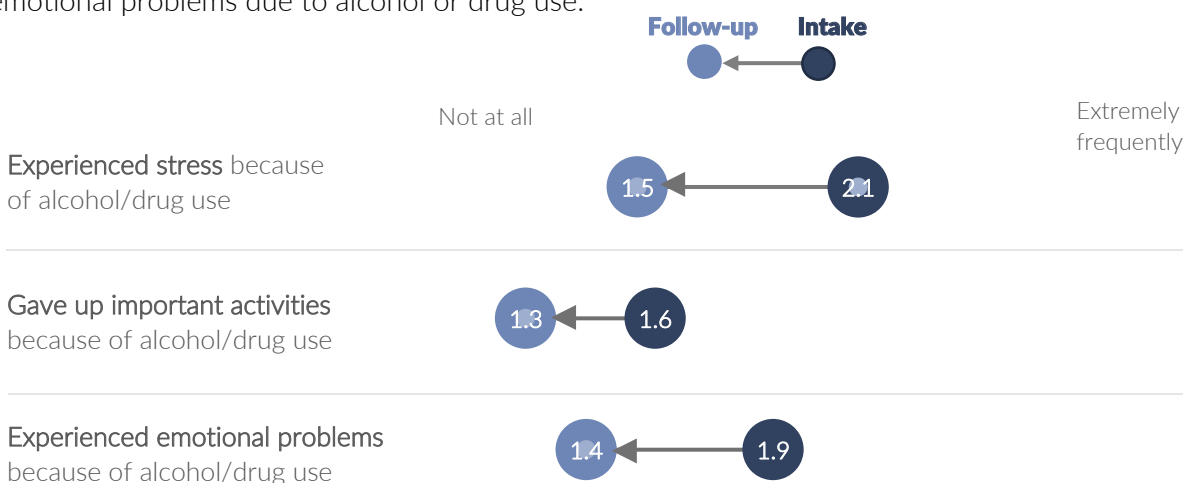 emotional problems due to alcohol or drug use.
Follow-up Intake
Not at all
Extremely
frequently
Experienced stress because
of alcohol/drug use
1.5 2.1
Gave up important activities
because of alcohol/drug use
1.3 1.6
Experienced emotional problems
because of alcohol/drug use
1.4 1.9